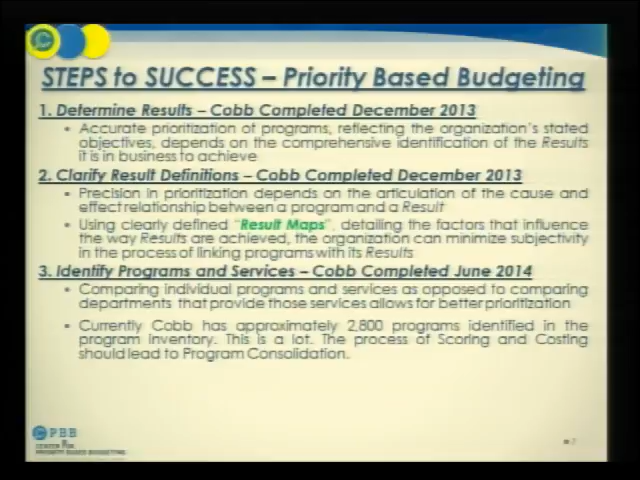 STEPS to SUCCESS – Priority Based Budgeting
1. Determine Results – Cobb Completed December 2013
• Accurate prioritization of programs, reflecting the organization's stated
objectives, depends on the comprehensive identification of the Results
it is in business to achieve
2. Clarify Result Definitions – Cobb Completed December 2013
• Precision in prioritization depends on the articulation of the cause and
effect relationship between a program and a Result
• Using clearly defined "Result Maps", detailing the factors that influence
the way Results are achieved, the organization can minimize subjectivity
in the process of linking programs with its Results
3. Identify Programs and Services – Cobb Completed June 2014
• Comparing individual programs and services as opposed to comparing
departments that provide those services allows for better prioritization
• Currently Cobb has approximately 2,800 programs identified in the
program inventory. This is a lot. The process of Scoring and Costing
should lead to Program Consolidation.
PBB
CENTER FOR
PRIORITY BASED BUDGETING